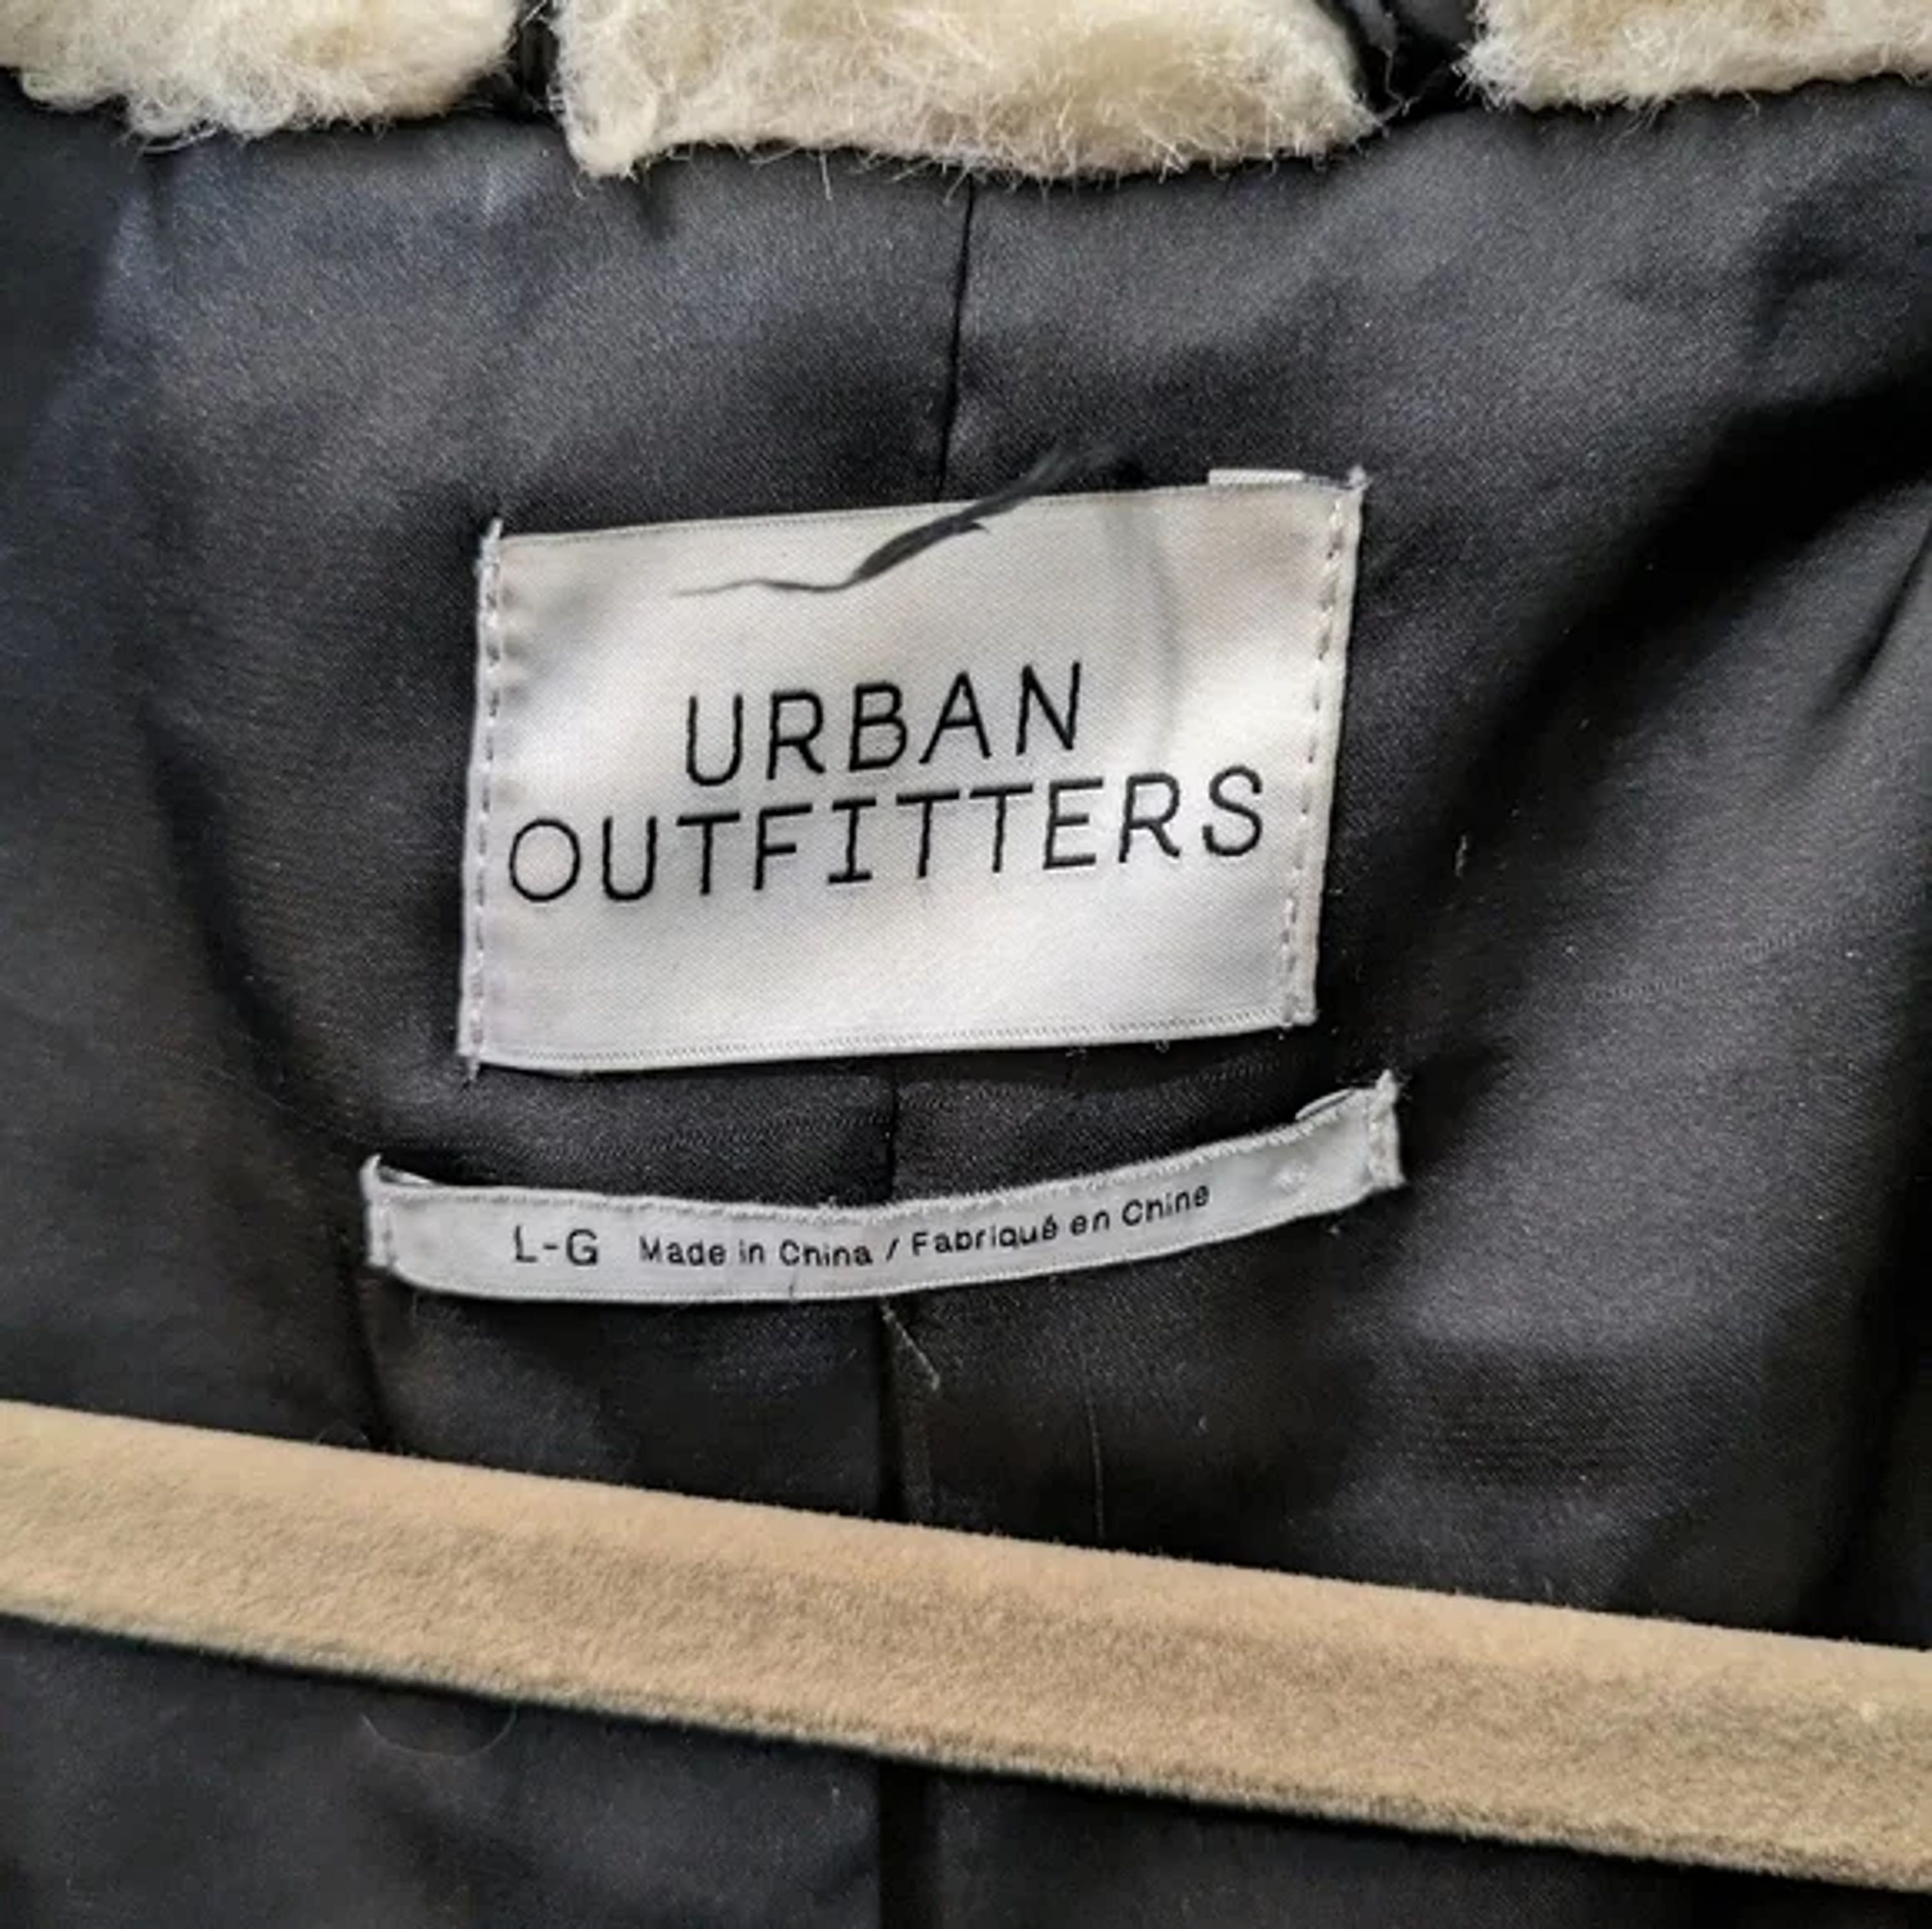 URBAN
OUTFITTERS
L-G Made in China / Fabriqué en Chine